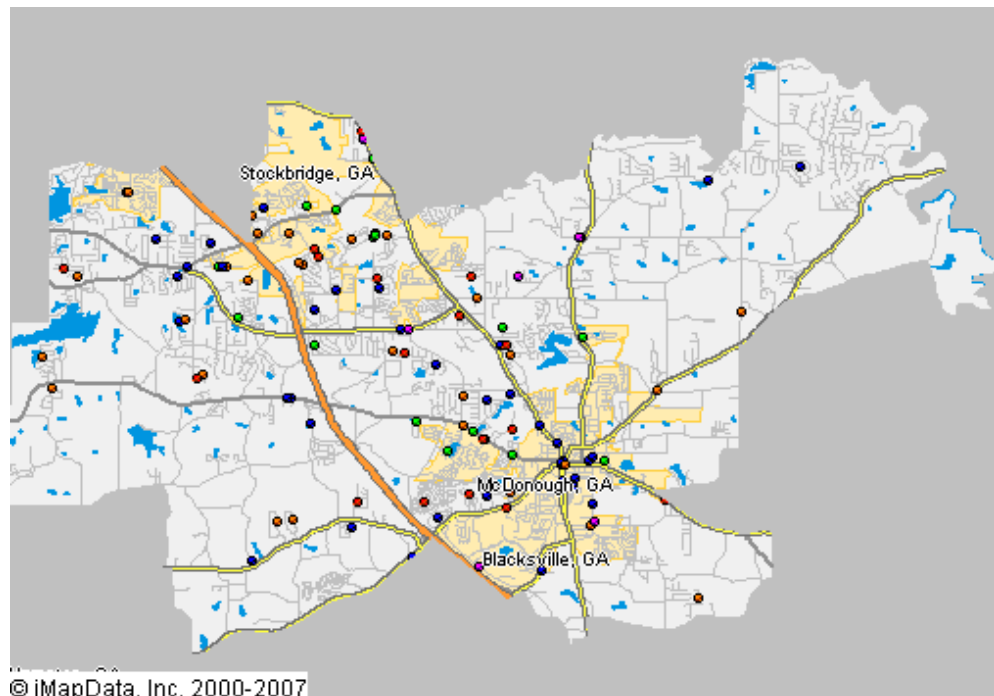 Stockbridge, GA
McDonough, GA
Blacksville, GA
© iMapData, Inc. 2000-2007